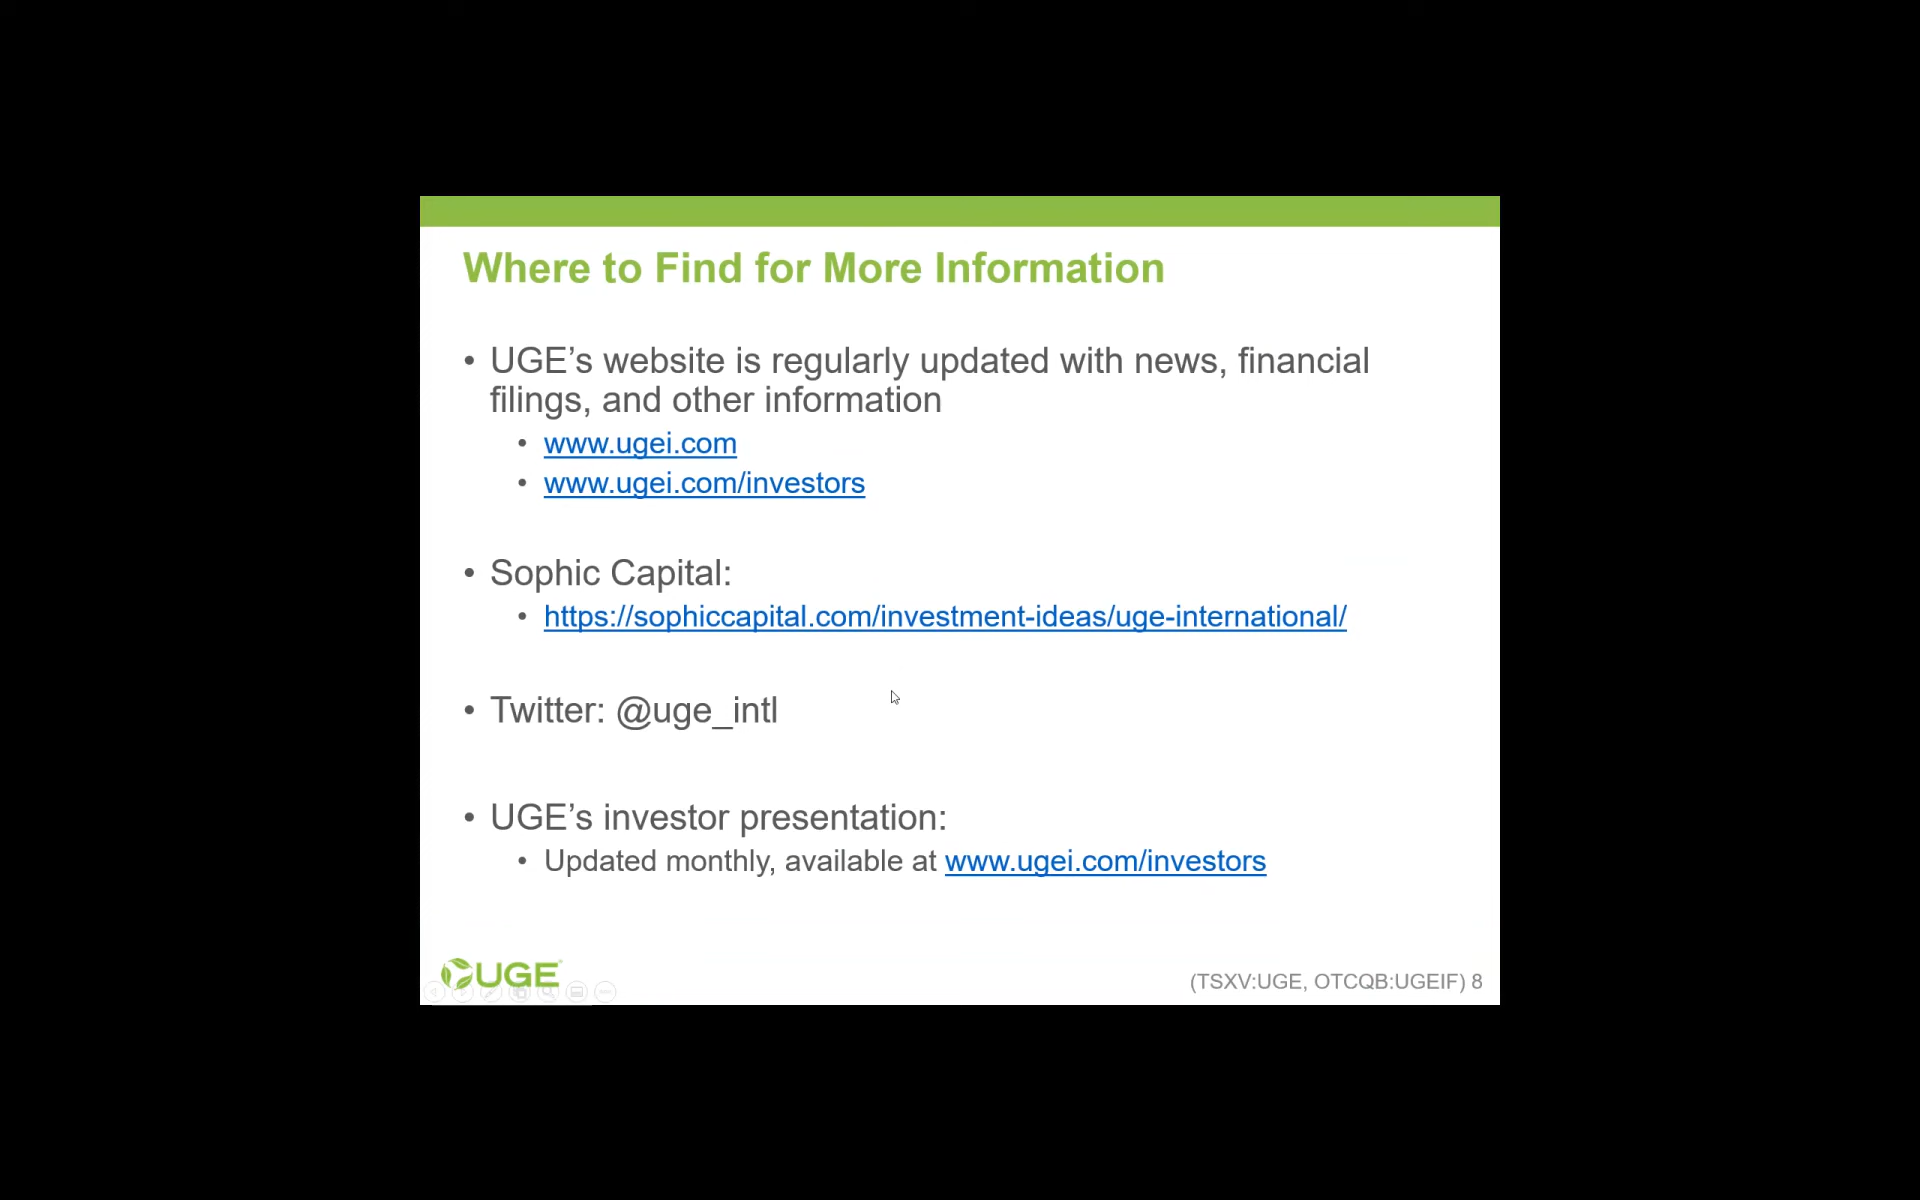 Where to Find for More Information
• UGE’s website is regularly updated with news, financial
filings, and other information
• www.ugei.com
• www.ugei.com/investors
• Sophic Capital:
• https://sophiccapital.com/investment-ideas/uge-international/
• Twitter: @uge_intl
• UGE’s investor presentation:
• Updated monthly, available at www.ugei.com/investors
UGE®
(TSXV:UGE, OTCQB:UGEIF) 8